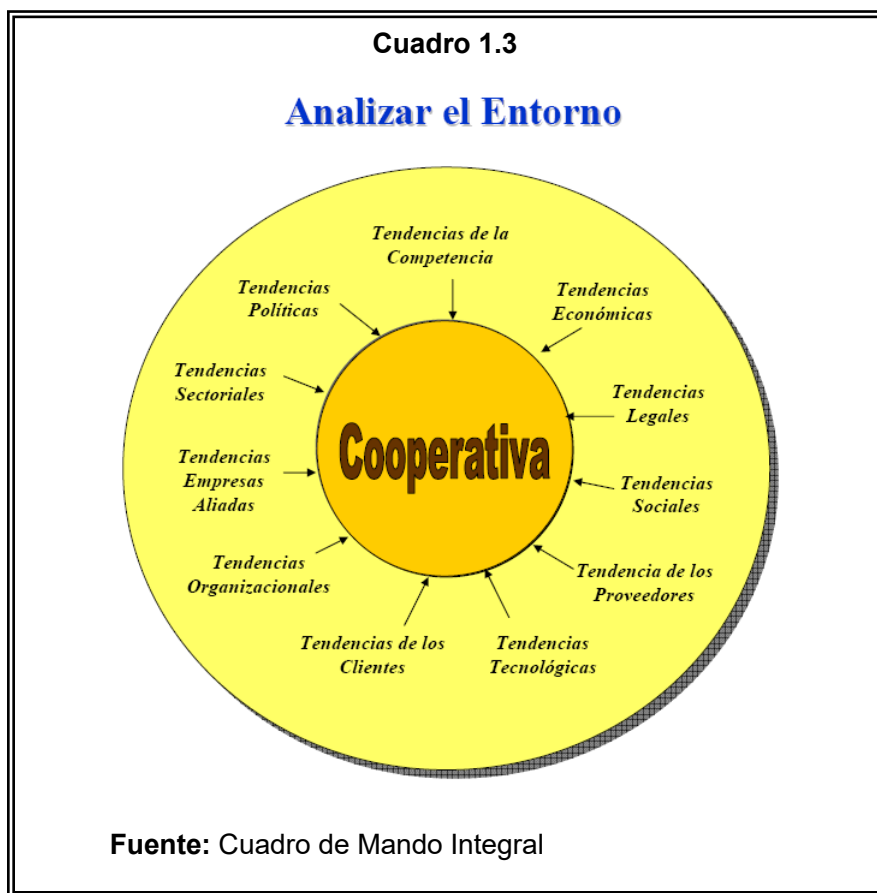 Cuadro 1.3
Analizar el Entorno
Tendencias de la
Competencia
Tendencias
Económicas
Tendencias
Legales
Tendencias
Sociales
Tendencia de los
Proveedores
Tendencias
Tecnológicas
Tendencias de los
Clientes
Tendencias
Organizacionales
Tendencias
Empresas
Aliadas
Tendencias
Sectoriales
Tendencias
Políticas
Cooperativa
Fuente: Cuadro de Mando Integral